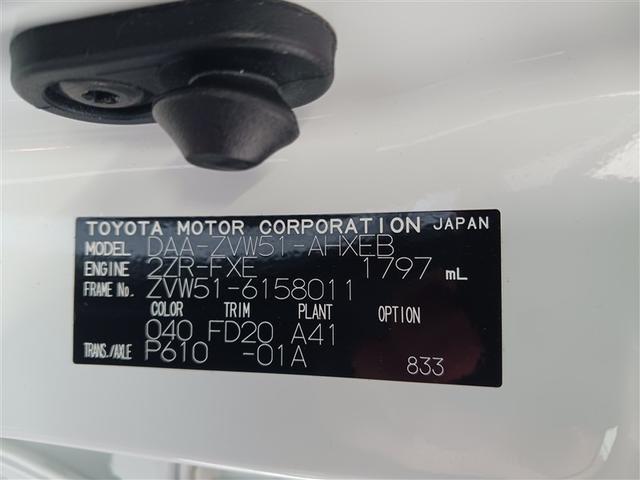 TOYOTA MOTOR CORPORATION JAPAN
MODEL DAA-ZVW51-AHXEB
ENGINE 2ZR-FXE 1797 mL
FRAME No. ZVW51-6158011
COLOR TRIM PLANT OPTION
040 FD20 A41
TRANS./AXLE P610 -01A 833